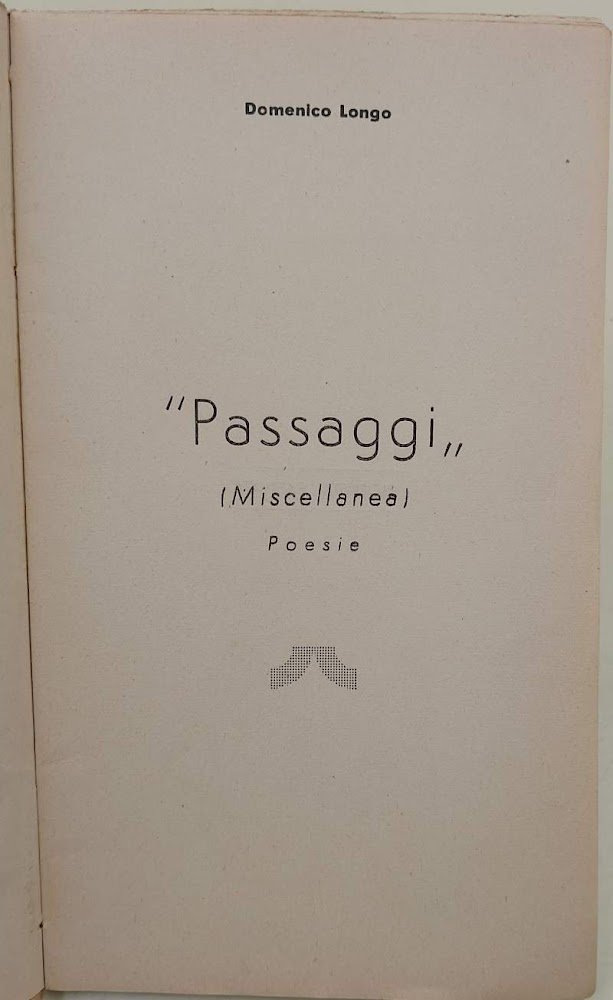 Domenico Longo
"Passaggi„
(Miscellanea)
Poesie